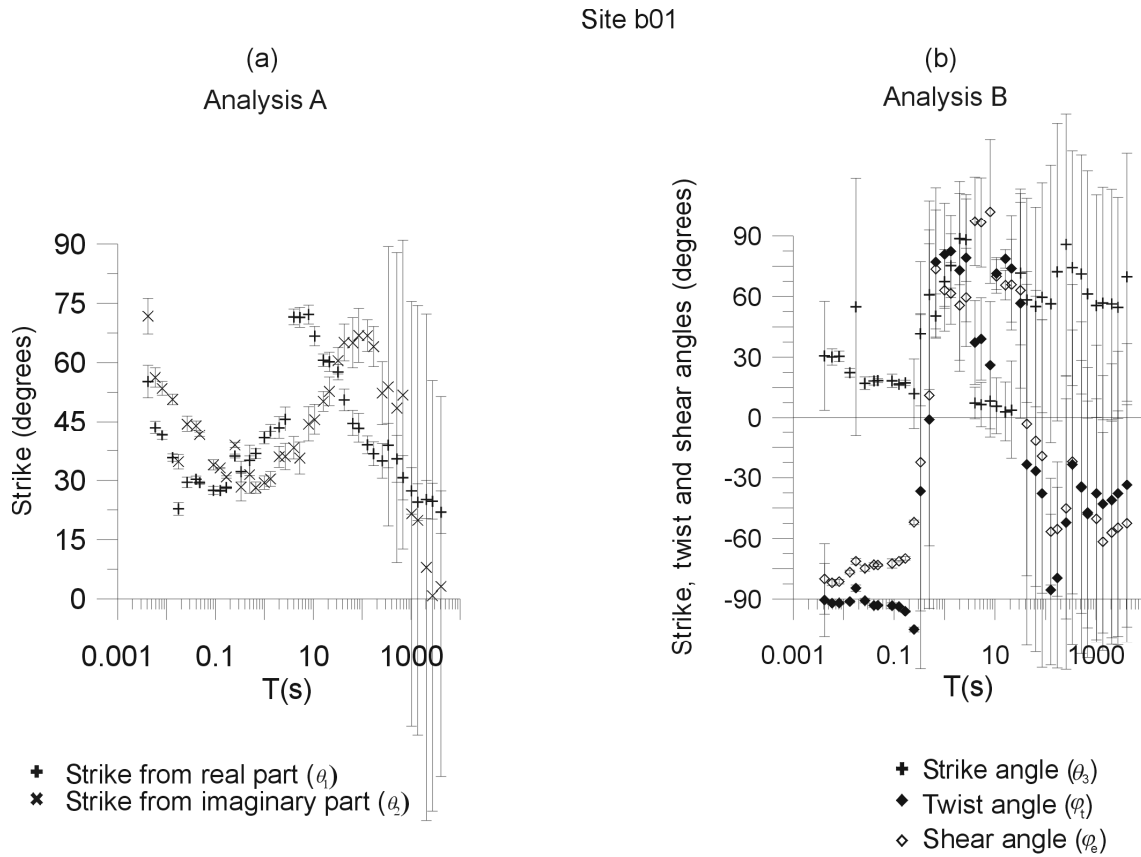 Site b01
(a)
Analysis A
Strike (degrees)
90
75
60
45
30
15
0
0.001
0.1
10
1000
T(s)
+ Strike from real part (θ₁)
× Strike from imaginary part (θ₂)
(b)
Analysis B
Strike, twist and shear angles (degrees)
90
60
30
0
-30
-60
-90
0.001
0.1
10
1000
T(s)
+ Strike angle (θ₃)
◆ Twist angle (φₜ)
◇ Shear angle (φₑ)